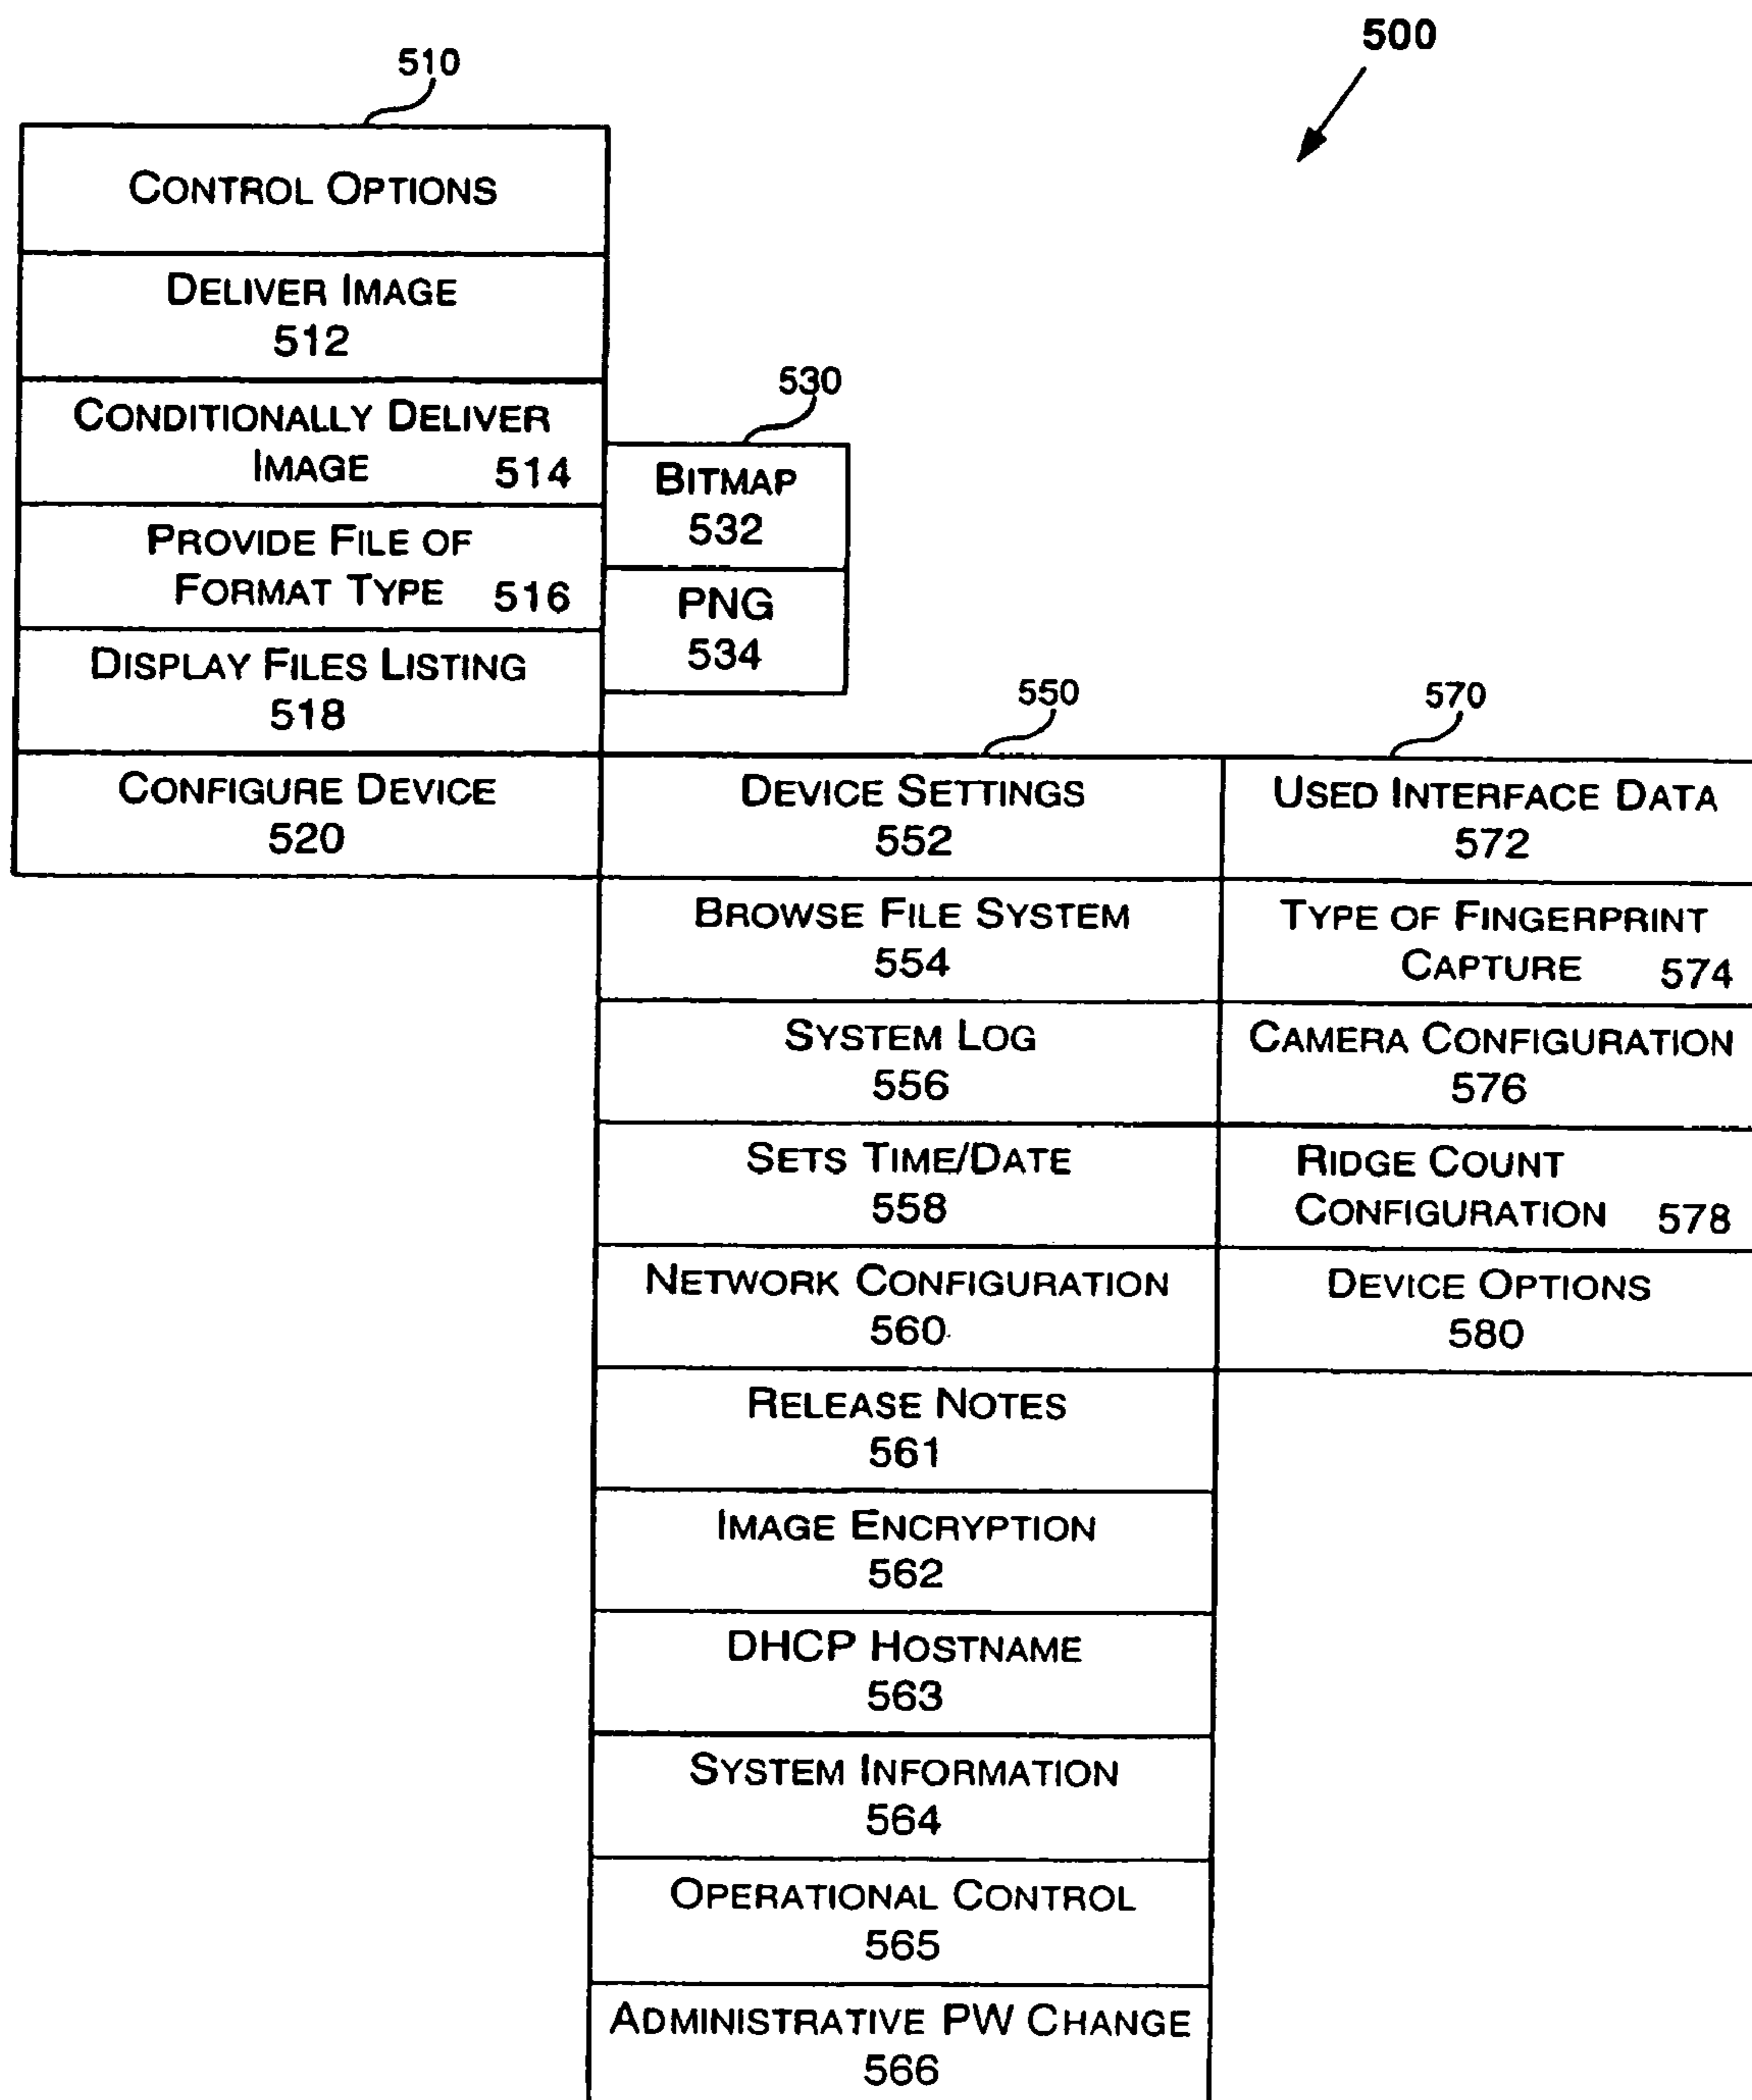 500
510
CONTROL OPTIONS
DELIVER IMAGE
512
CONDITIONALLY DELIVER
IMAGE 514
PROVIDE FILE OF
FORMAT TYPE 516
DISPLAY FILES LISTING
518
CONFIGURE DEVICE
520
530
BITMAP
532
PNG
534
550
DEVICE SETTINGS
552
BROWSE FILE SYSTEM
554
SYSTEM LOG
556
SETS TIME/DATE
558
NETWORK CONFIGURATION
560
RELEASE NOTES
561
IMAGE ENCRYPTION
562
DHCP HOSTNAME
563
SYSTEM INFORMATION
564
OPERATIONAL CONTROL
565
ADMINISTRATIVE PW CHANGE
566
570
USED INTERFACE DATA
572
TYPE OF FINGERPRINT
CAPTURE 574
CAMERA CONFIGURATION
576
RIDGE COUNT
CONFIGURATION 578
DEVICE OPTIONS
580